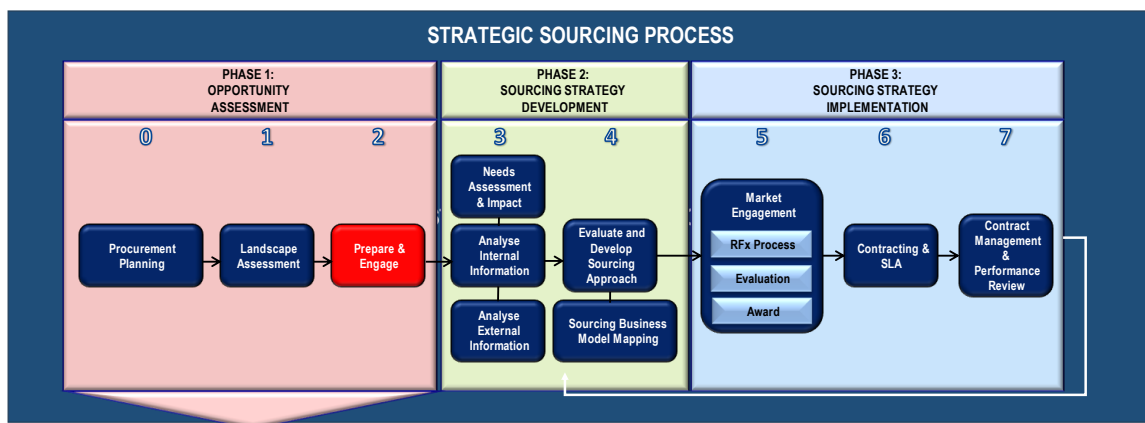 STRATEGIC SOURCING PROCESS
PHASE 1:
OPPORTUNITY
ASSESSMENT
PHASE 2:
SOURCING STRATEGY
DEVELOPMENT
PHASE 3:
SOURCING STRATEGY
IMPLEMENTATION
0
1
2
3
4
5
6
7
Procurement
Planning
Landscape
Assessment
Prepare &
Engage
Needs
Assessment
& Impact
Analyse
Internal
Information
Analyse
External
Information
Evaluate and
Develop
Sourcing
Approach
Sourcing Business
Model Mapping
Market
Engagement
RFx Process
Evaluation
Award
Contracting &
SLA
Contract
Management
&
Performance
Review